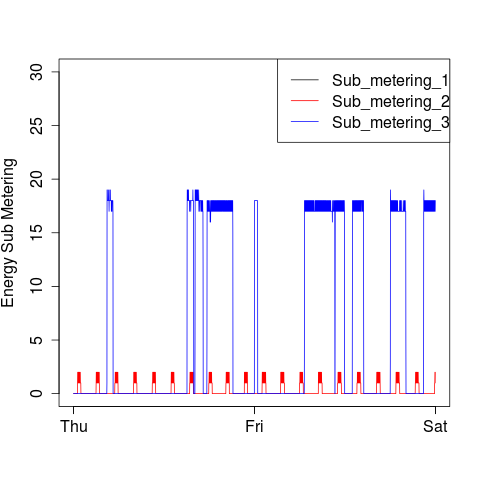 Sub_metering_1
Sub_metering_2
Sub_metering_3
Energy Sub Metering
30
25
20
15
10
5
0
Thu Fri Sat